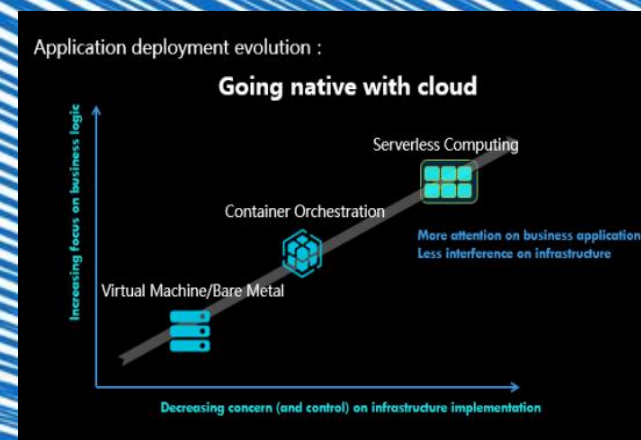 Application deployment evolution :
Going native with cloud
Increasing focus on business logic
Serverless Computing
Container Orchestration
More attention on business application
Less interference on infrastructure
Virtual Machine/Bare Metal
Decreasing concern (and control) on infrastructure implementation